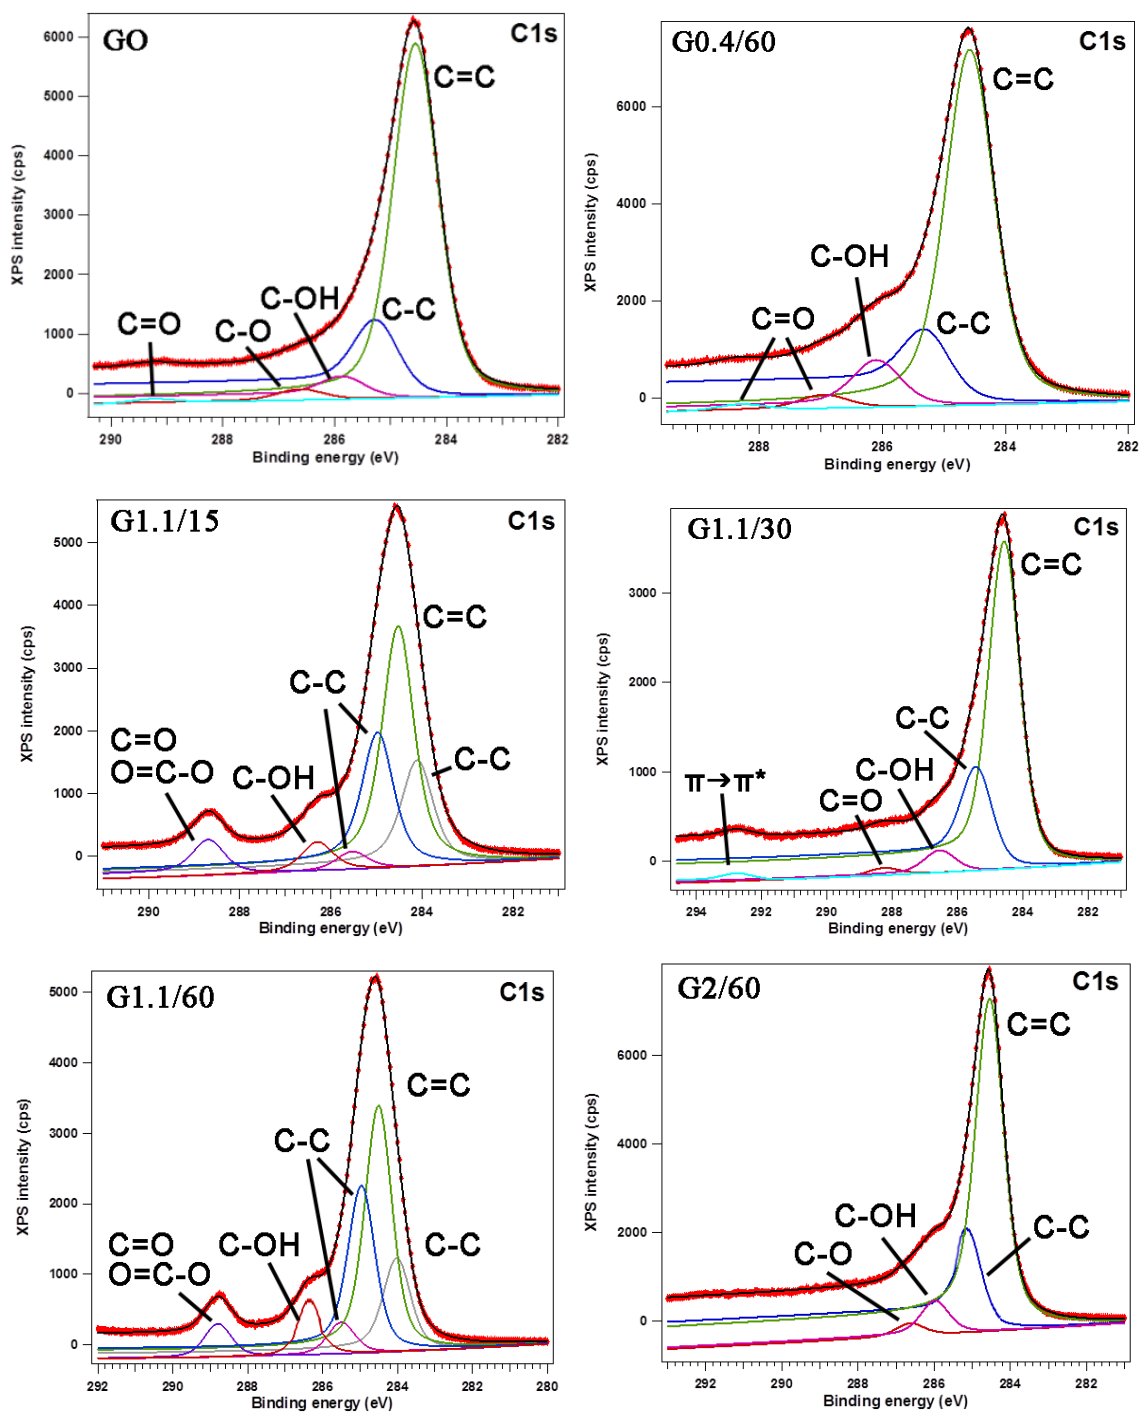 GO
C1s
6000
5000
4000
3000
2000
1000
0
C=C
C-OH
C-C
C=O
C-O
XPS intensity (cps)
290 288 286 284 282
Binding energy (eV)
G0.4/60
C1s
6000
4000
2000
0
C=C
C-OH
C=O
C-C
XPS intensity (cps)
288 286 284 282
Binding energy (eV)
G1.1/15
C1s
5000
4000
3000
2000
1000
0
C=C
C-C
C=O
O=C-O
C-OH
C-C
XPS intensity (cps)
290 288 286 284 282
Binding energy (eV)
G1.1/30
C1s
3000
2000
1000
0
C=C
C-C
C-OH
π→π*
C=O
XPS intensity (cps)
294 292 290 288 286 284 282
Binding energy (eV)
G1.1/60
C1s
5000
4000
3000
2000
1000
0
C=C
C-C
C=O
O=C-O
C-OH
C-C
XPS intensity (cps)
292 290 288 286 284 282 280
Binding energy (eV)
G2/60
C1s
6000
4000
2000
0
C=C
C-OH
C-O
C-C
XPS intensity (cps)
292 290 288 286 284 282
Binding energy (eV)